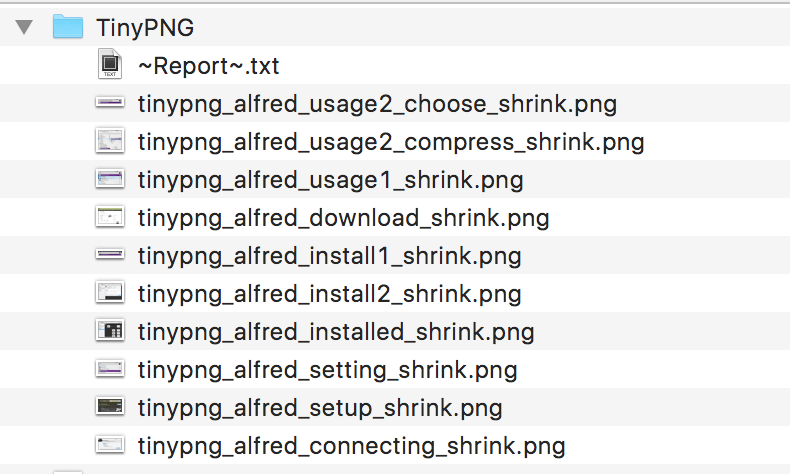 TinyPNG
~Report~.txt
tinypng_alfred_usage2_choose_shrink.png
tinypng_alfred_usage2_compress_shrink.png
tinypng_alfred_usage1_shrink.png
tinypng_alfred_download_shrink.png
tinypng_alfred_install1_shrink.png
tinypng_alfred_install2_shrink.png
tinypng_alfred_installed_shrink.png
tinypng_alfred_setting_shrink.png
tinypng_alfred_setup_shrink.png
tinypng_alfred_connecting_shrink.png